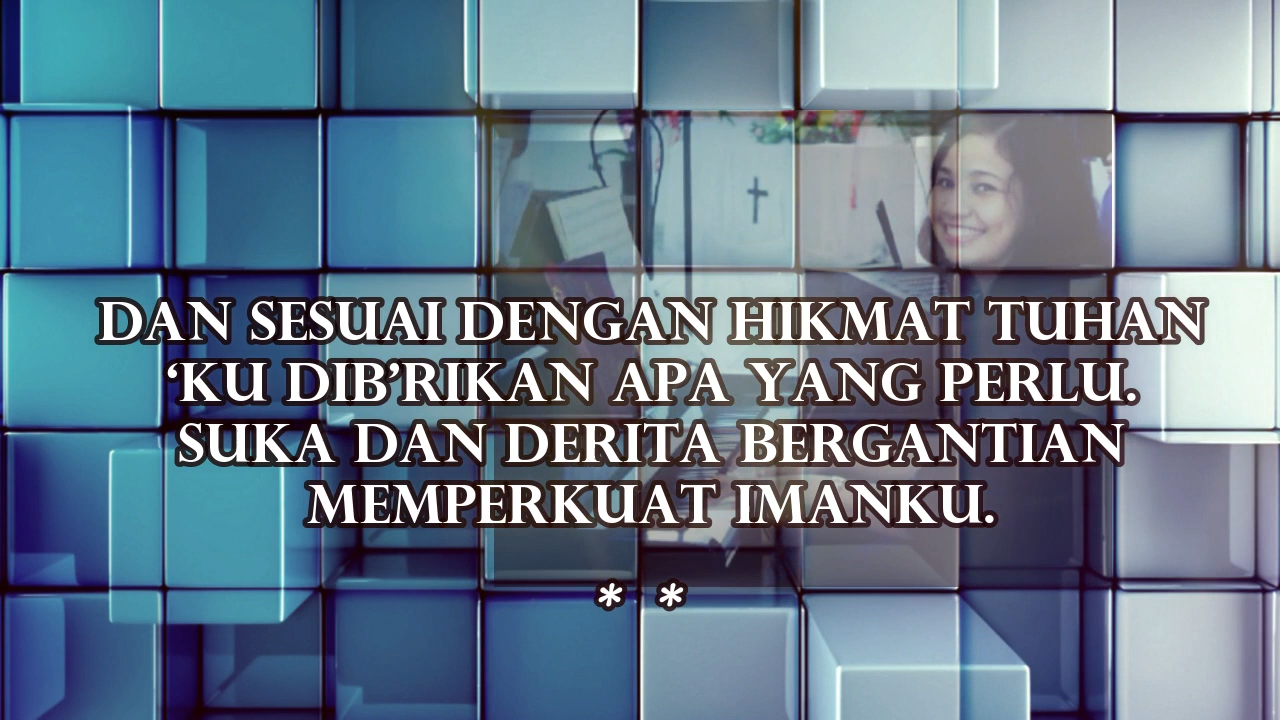 DAN SESUAI DENGAN HIKMAT TUHAN
‘KU DIB’RIKAN APA YANG PERLU.
SUKA DAN DERITA BERGANTIAN
MEMPERKUAT IMANKU.
* *